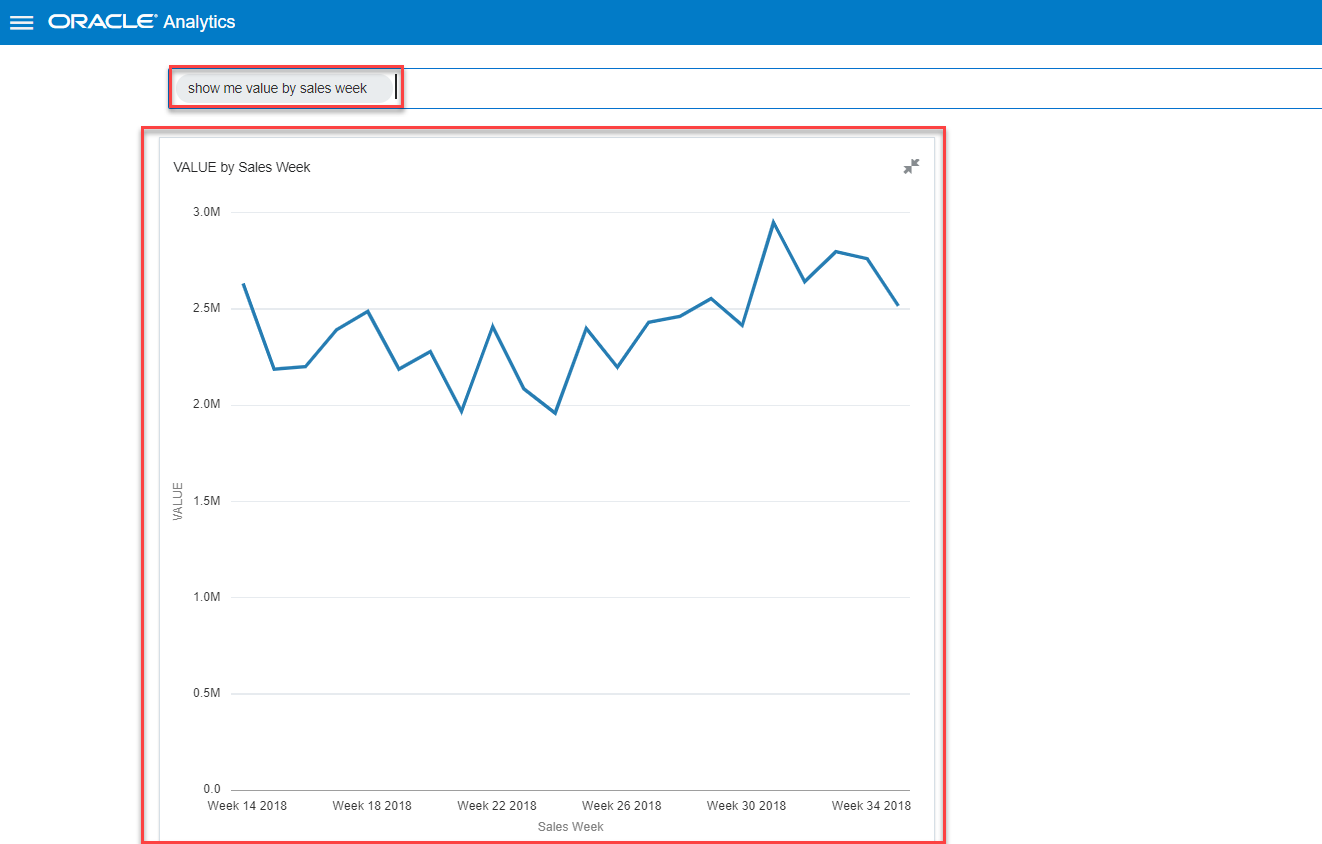 ORACLE® Analytics
show me value by sales week
VALUE by Sales Week
3.0M
2.5M
2.0M
1.5M
1.0M
0.5M
0.0
VALUE
Week 14 2018 Week 18 2018 Week 22 2018 Week 26 2018 Week 30 2018 Week 34 2018
Sales Week